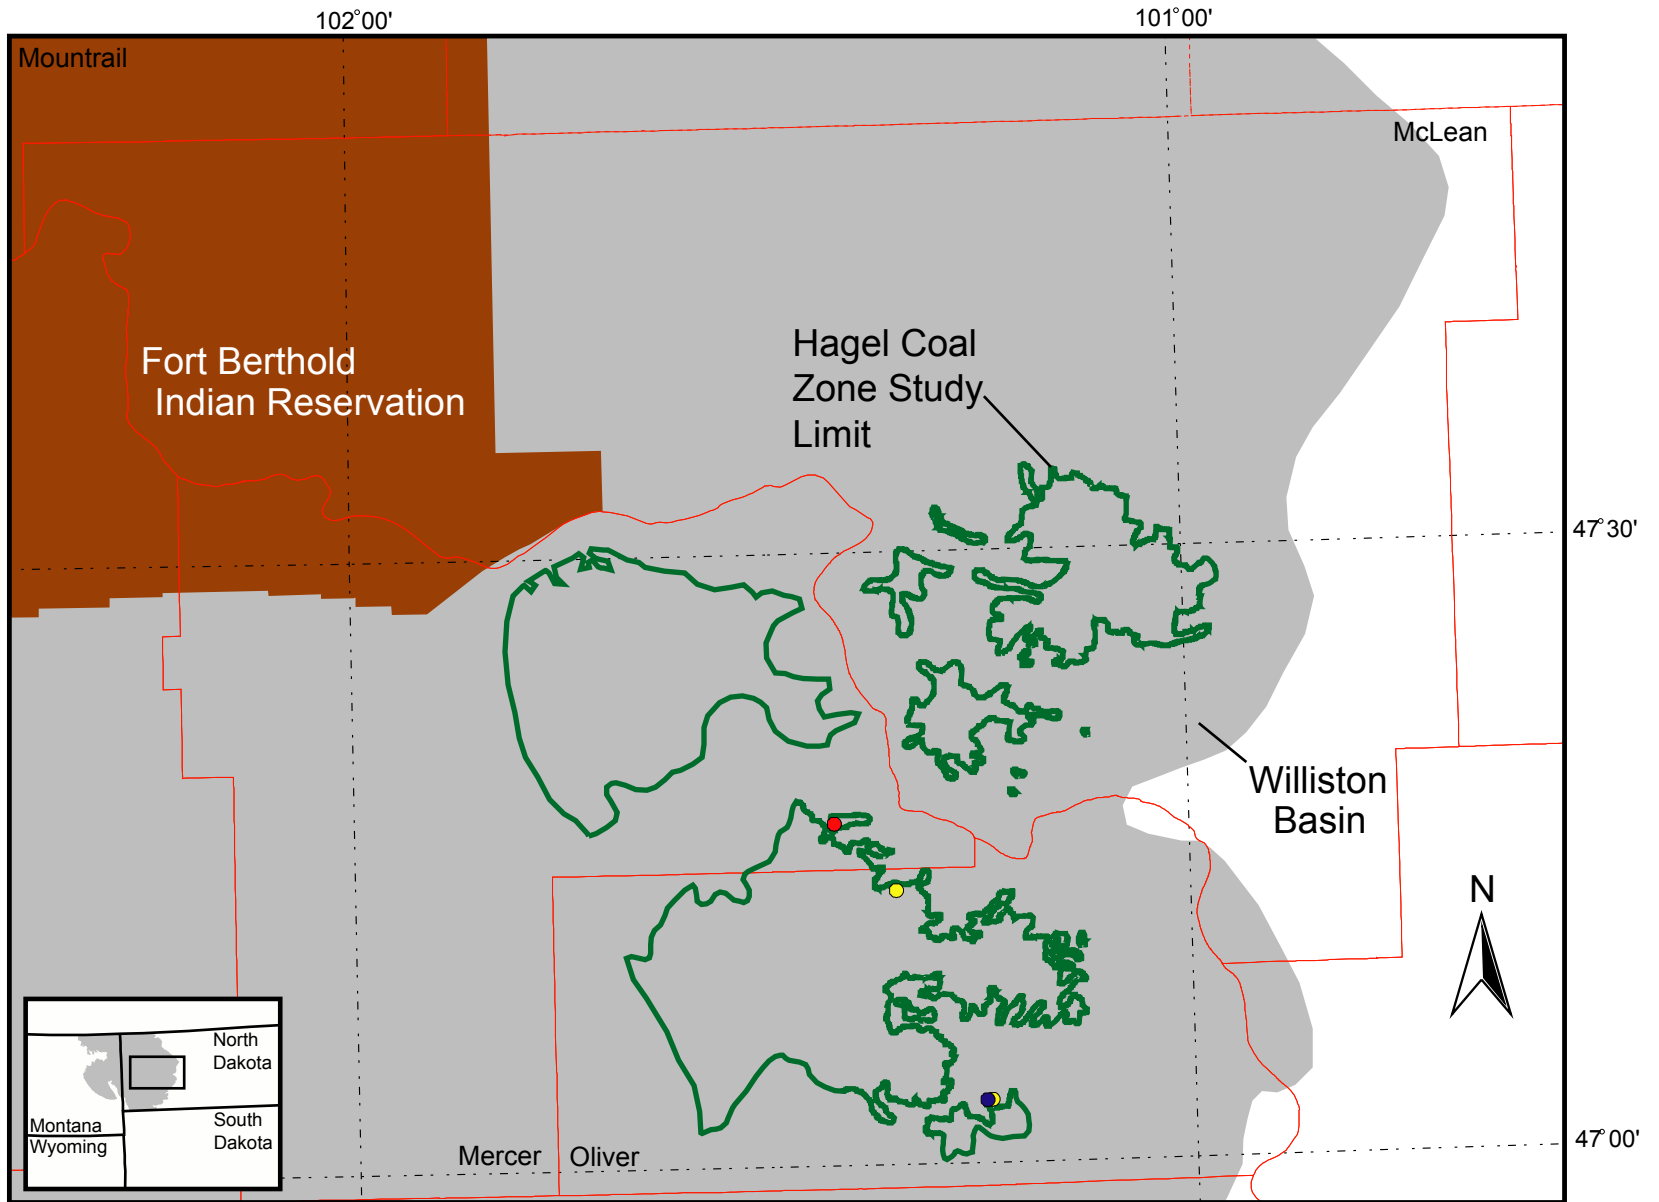 102°00'
101°00'
Mountrail
McLean
Hagel Coal
Zone Study
Limit
Fort Berthold
Indian Reservation
47°30'
Williston
Basin
N
North
Dakota
South
Dakota
Montana
Wyoming
Mercer
Oliver
47°00'